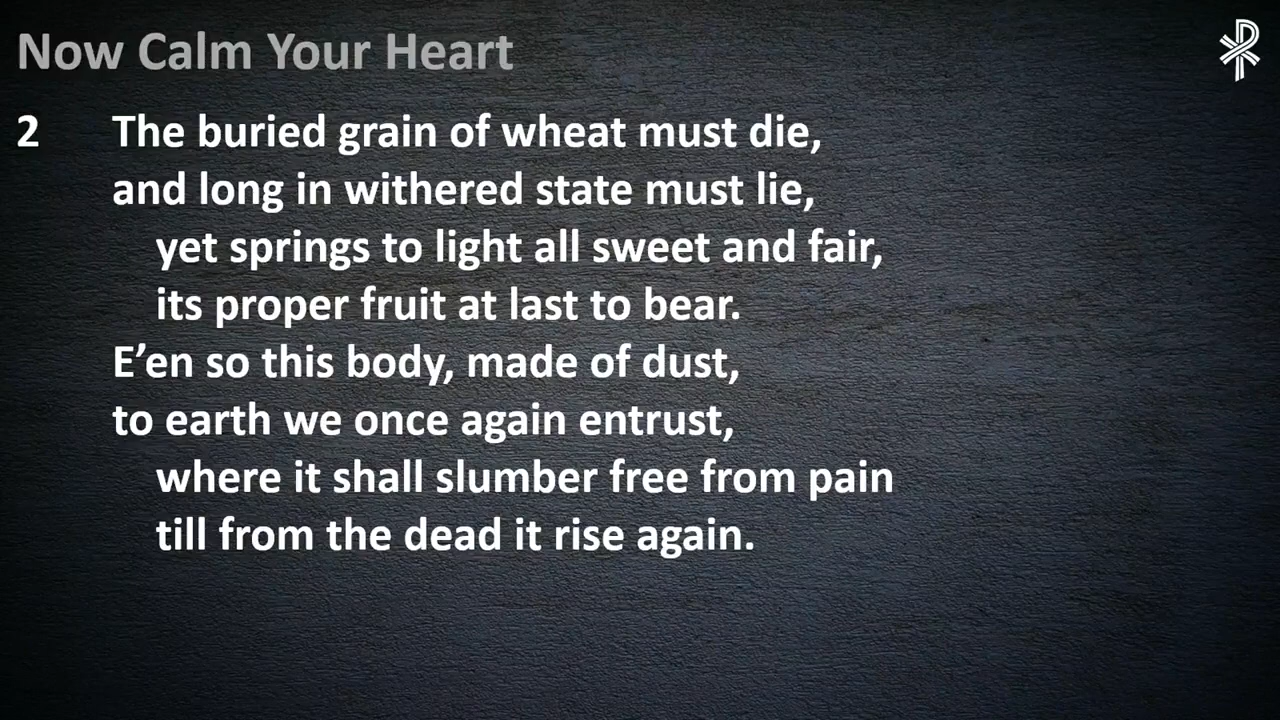 Now Calm Your Heart
2 The buried grain of wheat must die,
and long in withered state must lie,
yet springs to light all sweet and fair,
its proper fruit at last to bear.
E’en so this body, made of dust,
to earth we once again entrust,
where it shall slumber free from pain
till from the dead it rise again.